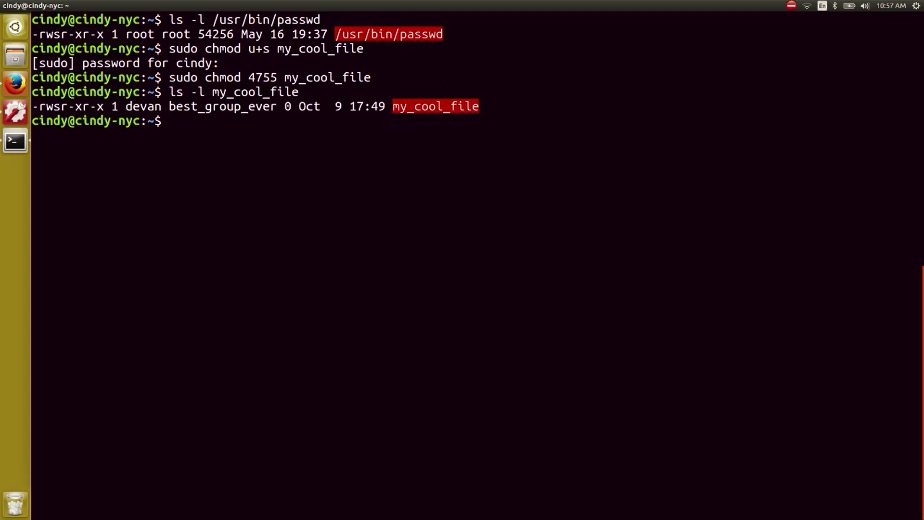 cindy@cindy-nyc: ~
En
10:57 AM
cindy@cindy-nyc:~$ ls -l /usr/bin/passwd
-rwsr-xr-x 1 root root 54256 May 16 19:37 /usr/bin/passwd
cindy@cindy-nyc:~$ sudo chmod u+s my_cool_file
[sudo] password for cindy:
cindy@cindy-nyc:~$ sudo chmod 4755 my_cool_file
cindy@cindy-nyc:~$ ls -l my_cool_file
-rwsr-xr-x 1 devan best_group_ever 0 Oct  9 17:49 my_cool_file
cindy@cindy-nyc:~$